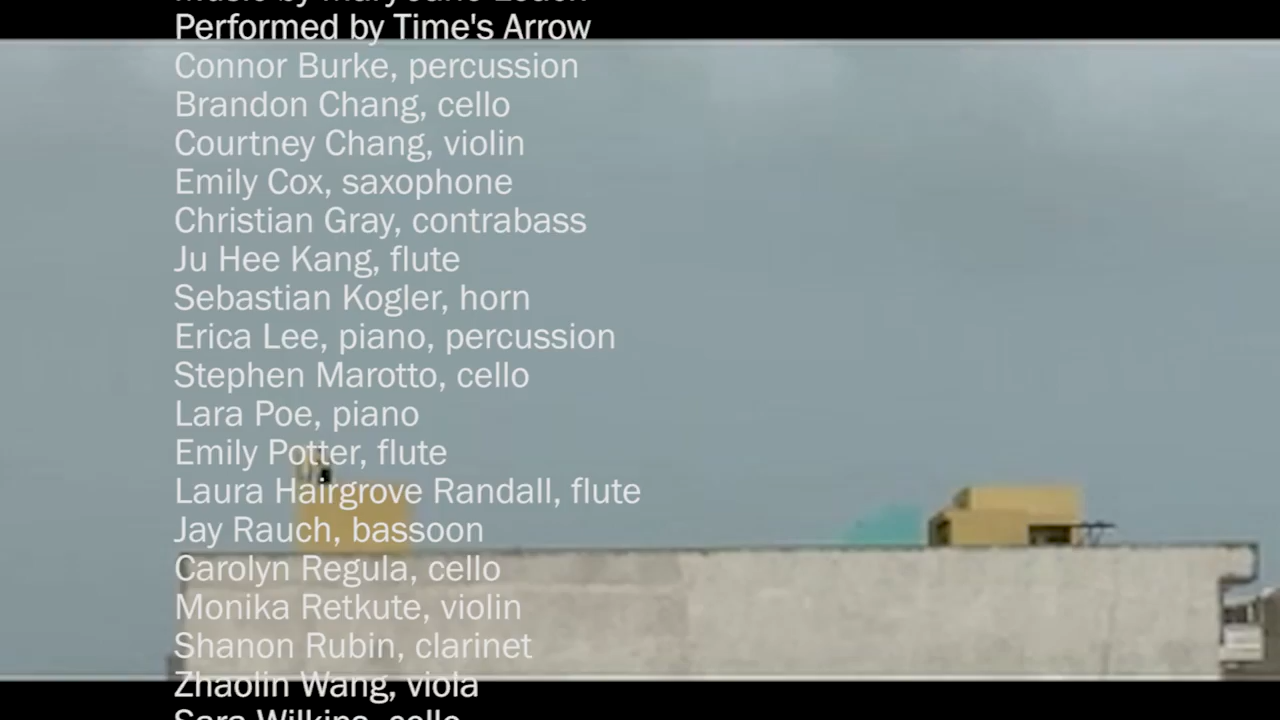 Performed by Time's Arrow
Connor Burke, percussion
Brandon Chang, cello
Courtney Chang, violin
Emily Cox, saxophone
Christian Gray, contrabass
Ju Hee Kang, flute
Sebastian Kogler, horn
Erica Lee, piano, percussion
Stephen Marotto, cello
Lara Poe, piano
Emily Potter, flute
Laura Hairgrove Randall, flute
Jay Rauch, bassoon
Carolyn Regula, cello
Monika Retkute, violin
Shanon Rubin, clarinet
Zhaolin Wang, viola
Sara Wilkins, cello